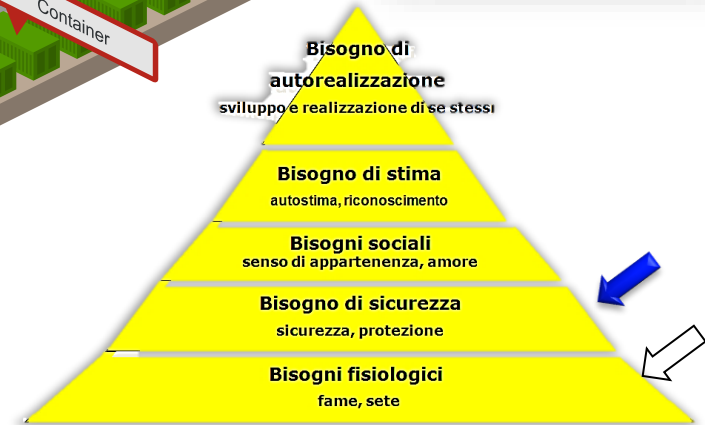 Container
Bisogno di
autorealizzazione
sviluppo e realizzazione di se stessi
Bisogno di stima
autostima, riconoscimento
Bisogni sociali
senso di appartenenza, amore
Bisogno di sicurezza
sicurezza, protezione
Bisogni fisiologici
fame, sete